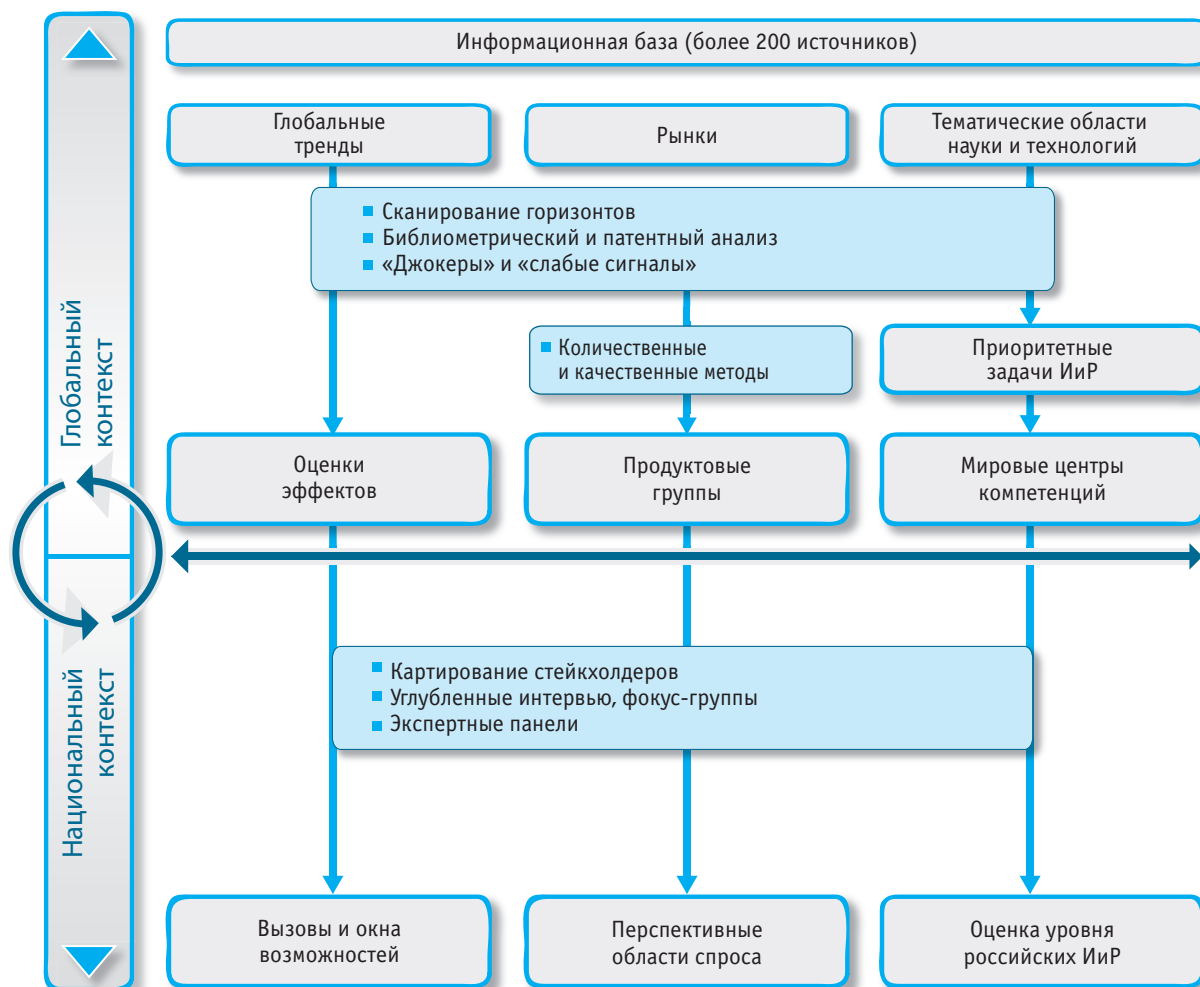 Информационная база (более 200 источников)
Глобальные
тренды
Рынки
Тематические области
науки и технологий
Сканирование горизонтов
Библиометрический и патентный анализ
«Джокеры» и «слабые сигналы»
Глобальный
контекст
Количественные
и качественные методы
Приоритетные
задачи ИиР
Оценки
эффектов
Продуктовые
группы
Мировые центры
компетенций
Национальный
контекст
Картирование стейкхолдеров
Углубленные интервью, фокус-группы
Экспертные панели
Вызовы и окна
возможностей
Перспективные
области спроса
Оценка уровня
российских ИиР